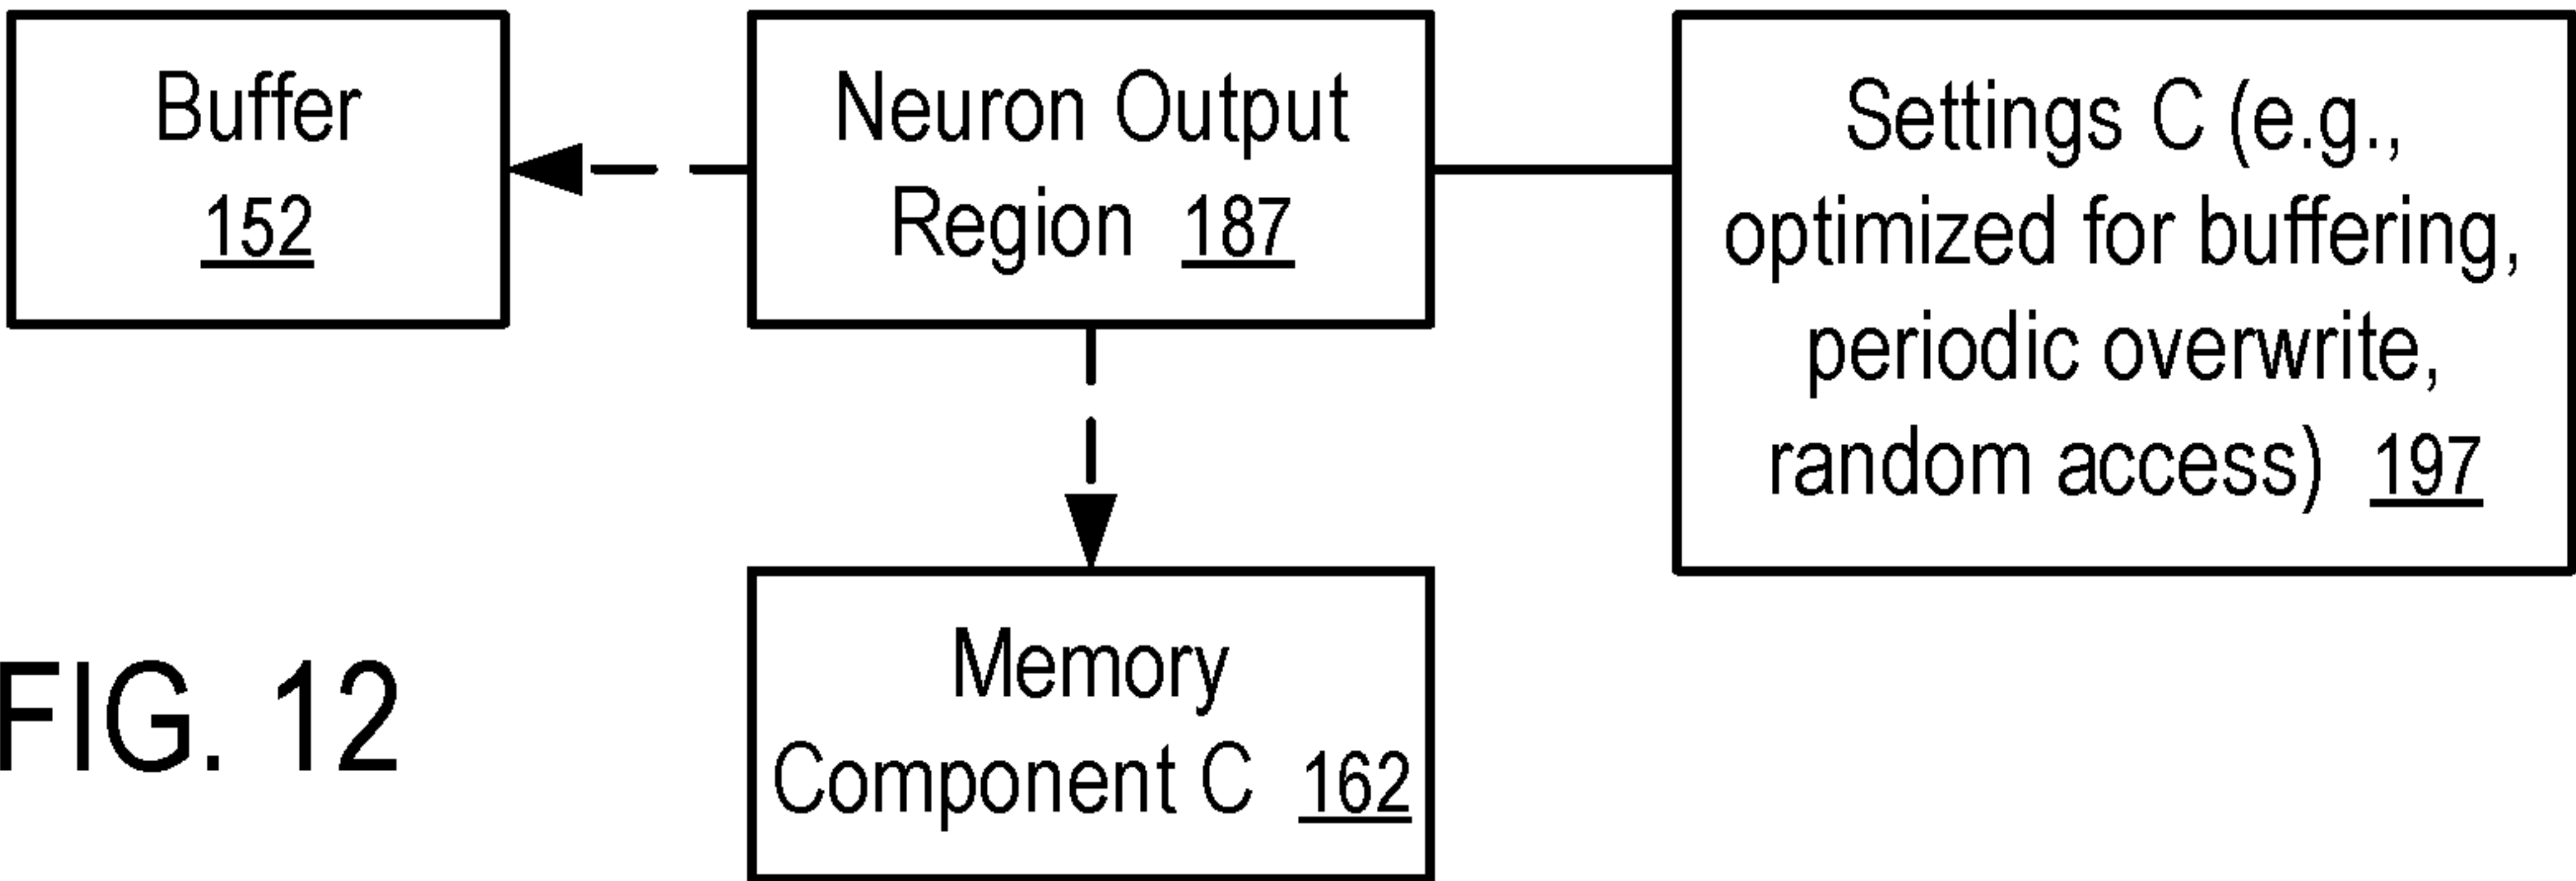 Buffer
152
Neuron Output
Region 187
Settings C (e.g.,
optimized for buffering,
periodic overwrite,
random access) 197
Memory
Component C 162
FIG. 12